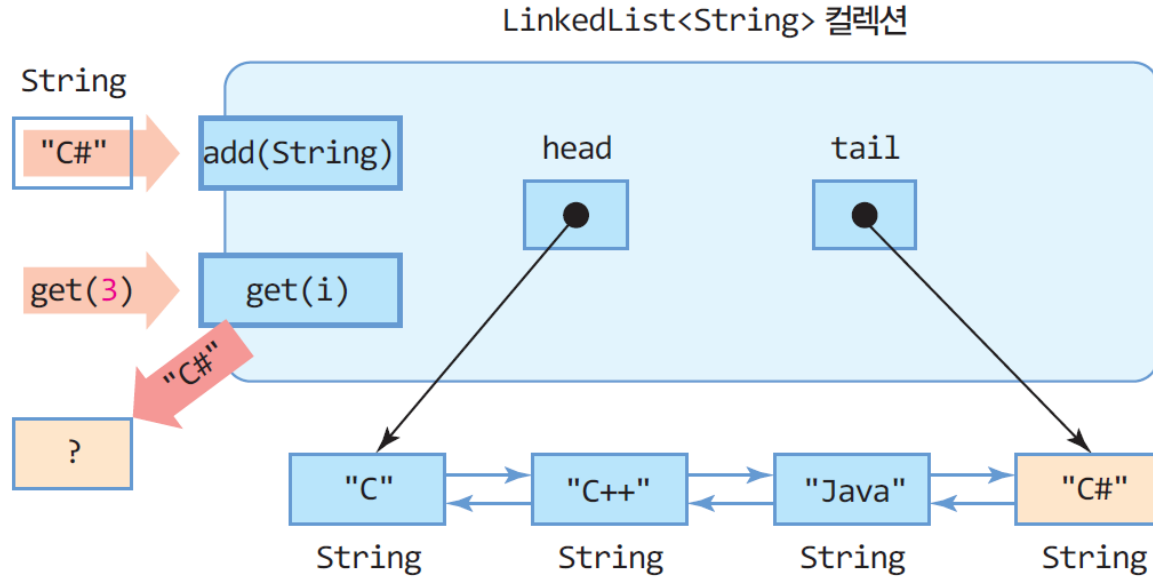 LinkedList<String> 컬렉션
String
"C#"
add(String)
head
tail
get(3)
get(i)
"C#"
?
"C"
"C++"
"Java"
"C#"
String
String
String
String